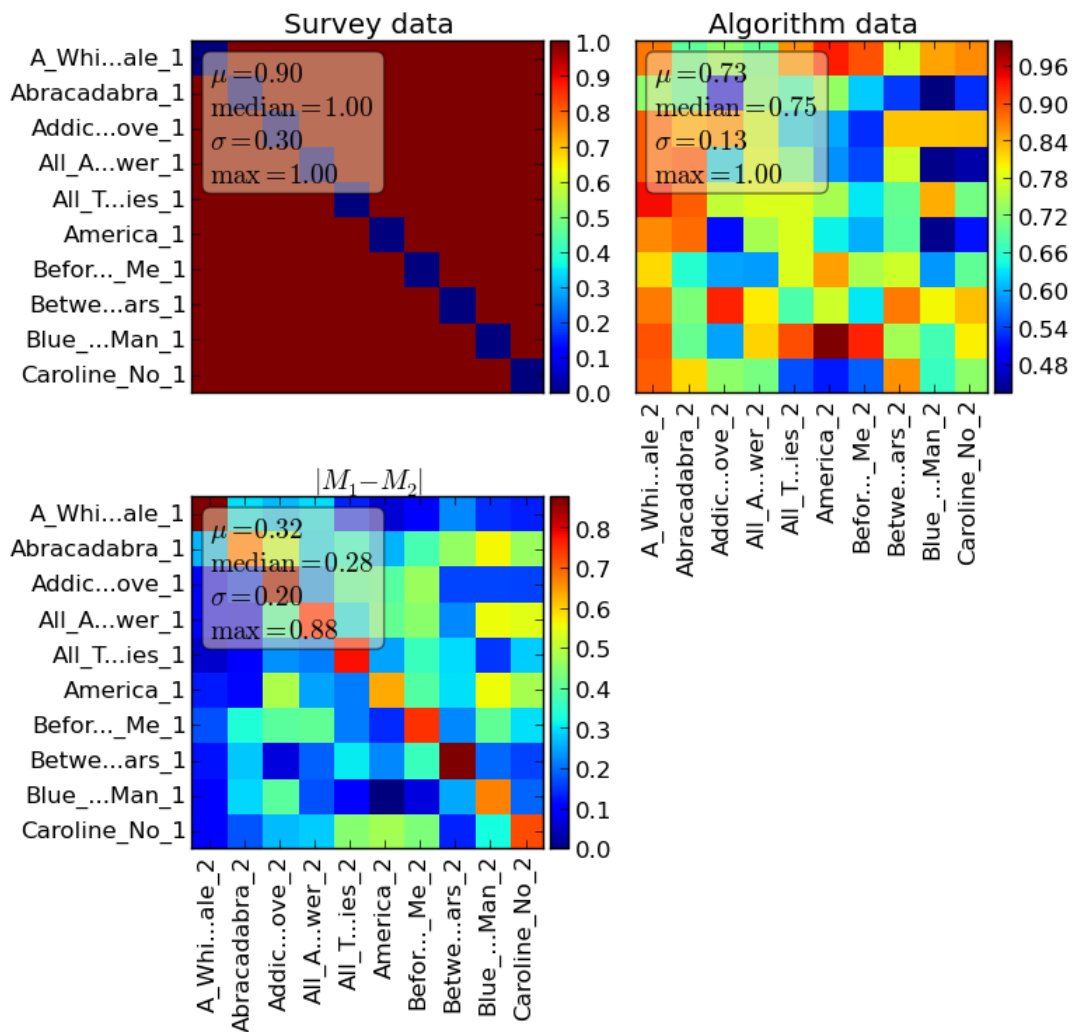 Survey data
A_Whi...ale_1
Abracadabra_1
Addic...ove_1
All_A...wer_1
All_T...ies_1
America_1
Befor..._Me_1
Betwe...ars_1
Blue_...Man_1
Caroline_No_1
μ=0.90
median=1.00
σ=0.30
max=1.00
1.0
0.9
0.8
0.7
0.6
0.5
0.4
0.3
0.2
0.1
0.0
Algorithm data
μ=0.73
median=0.75
σ=0.13
max=1.00
0.96
0.90
0.84
0.78
0.72
0.66
0.60
0.54
0.48
A_Whi...ale_2
Abracadabra_2
Addic...ove_2
All_A...wer_2
All_T...ies_2
America_2
Befor..._Me_2
Betwe...ars_2
Blue_...Man_2
Caroline_No_2
|M₁−M₂|
A_Whi...ale_1
Abracadabra_1
Addic...ove_1
All_A...wer_1
All_T...ies_1
America_1
Befor..._Me_1
Betwe...ars_1
Blue_...Man_1
Caroline_No_1
μ=0.32
median=0.28
σ=0.20
max=0.88
0.8
0.7
0.6
0.5
0.4
0.3
0.2
0.1
0.0
A_Whi...ale_2
Abracadabra_2
Addic...ove_2
All_A...wer_2
All_T...ies_2
America_2
Befor..._Me_2
Betwe...ars_2
Blue_...Man_2
Caroline_No_2